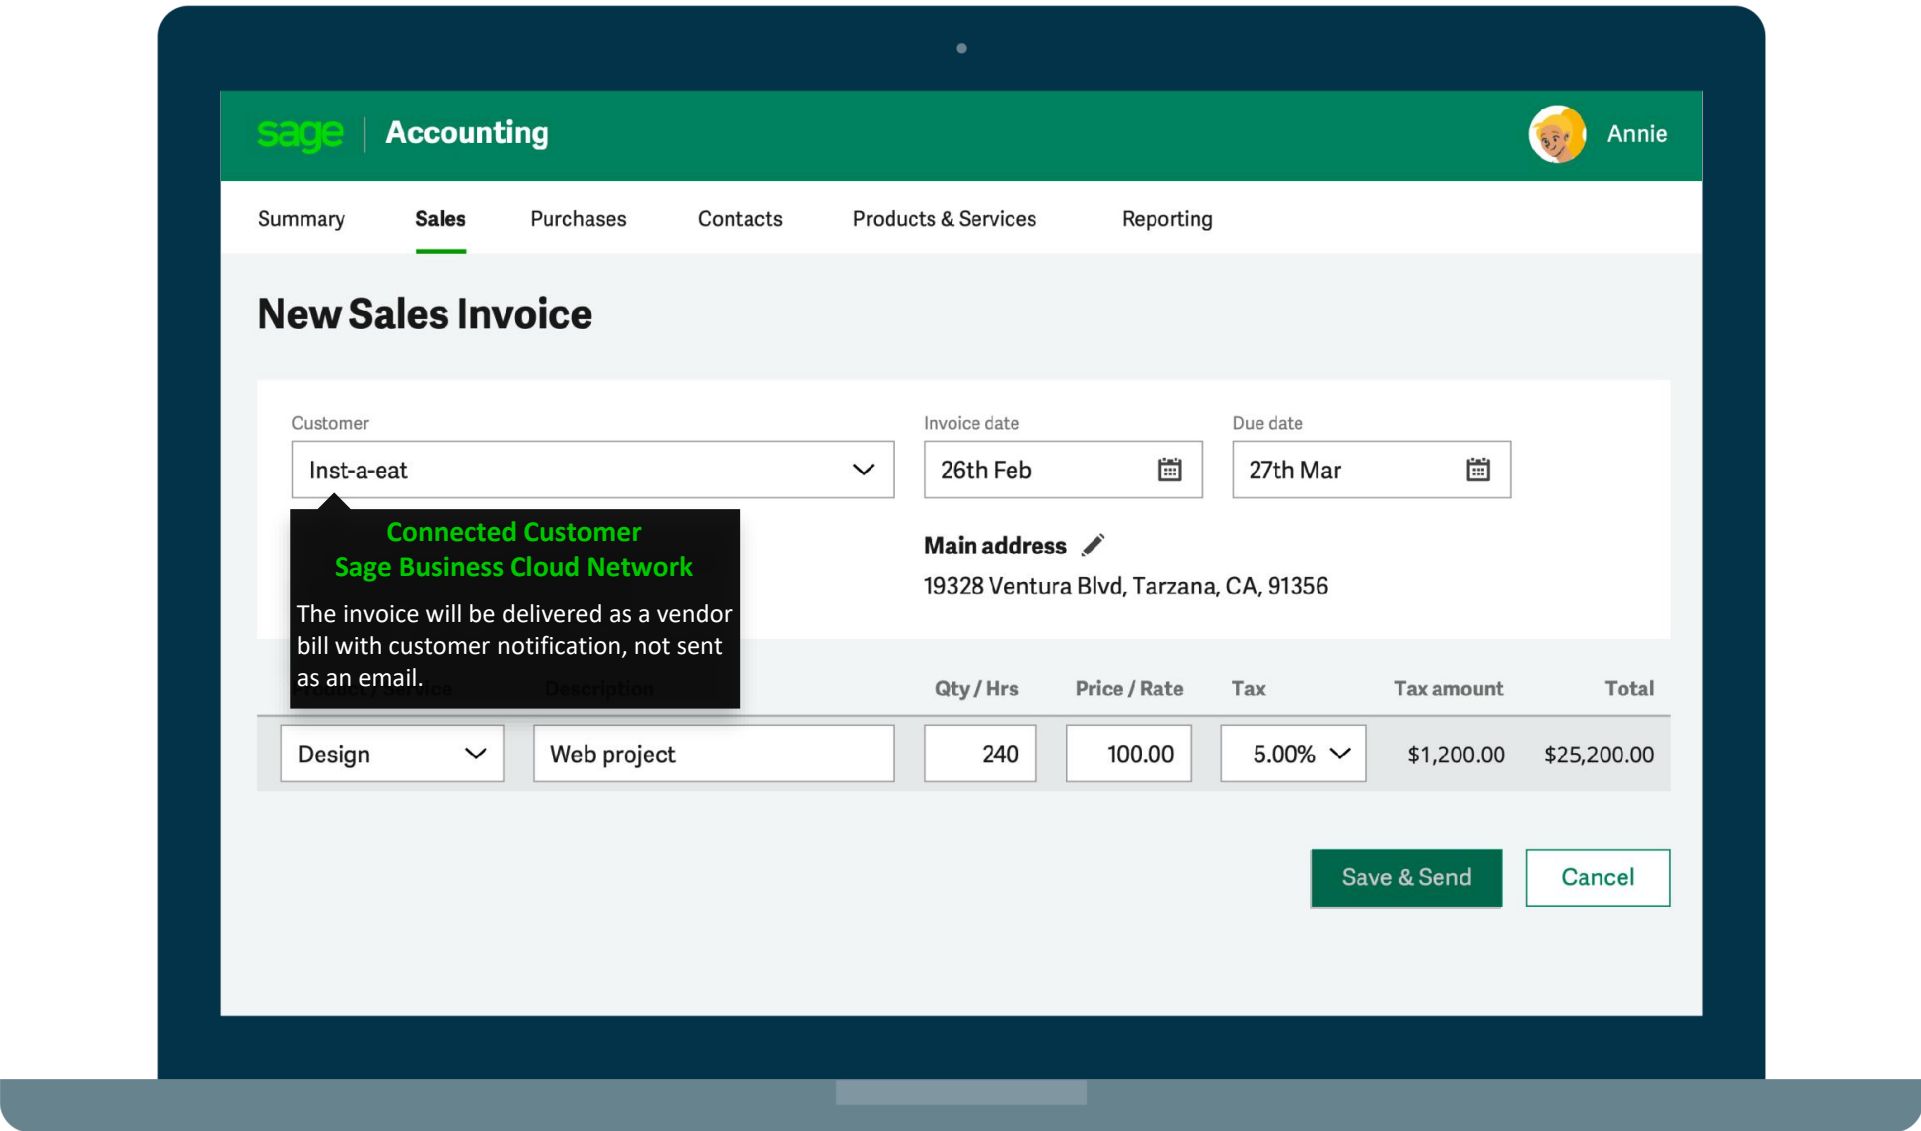 sage Accounting Annie
Summary Sales Purchases Contacts Products & Services Reporting
New Sales Invoice
Customer Invoice date Due date
Inst-a-eat 26th Feb 27th Mar
Connected Customer
Sage Business Cloud Network
The invoice will be delivered as a vendor
bill with customer notification, not sent
as an email.
Main address
19328 Ventura Blvd, Tarzana, CA, 91356
Product / Service Description Qty / Hrs Price / Rate Tax Tax amount Total
Design Web project 240 100.00 5.00% $1,200.00 $25,200.00
Save & Send Cancel